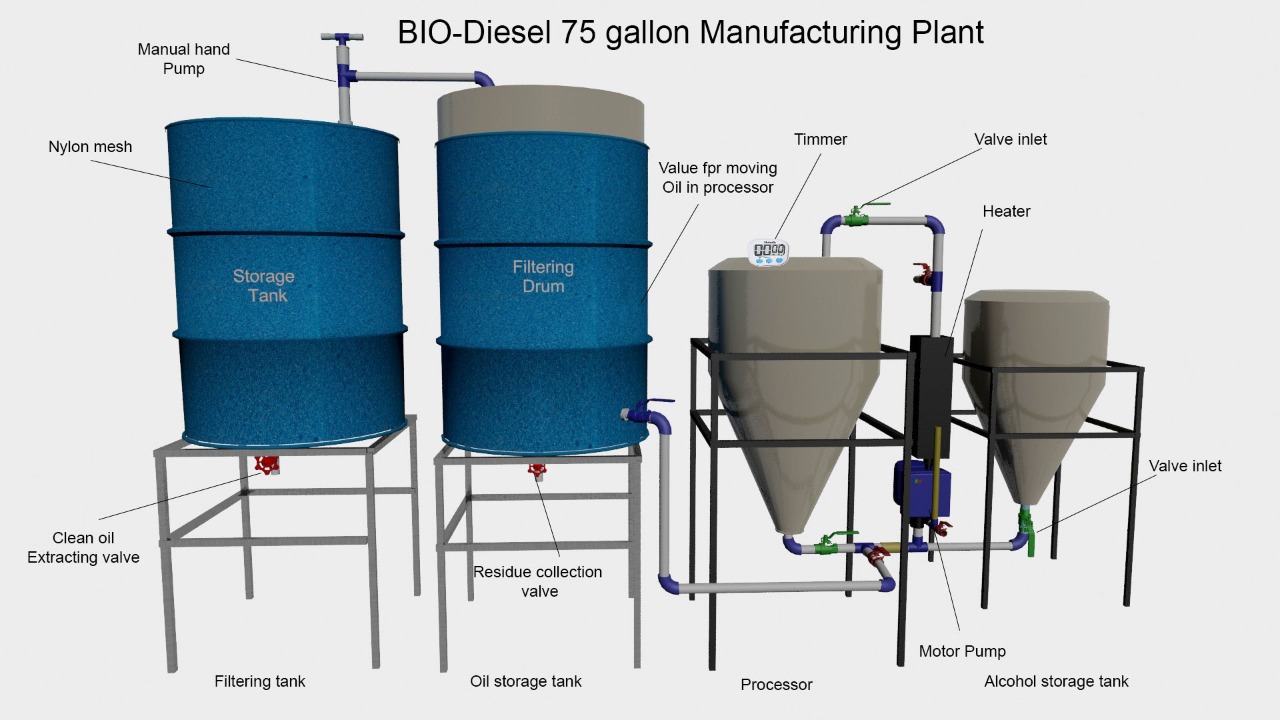 BIO-Diesel 75 gallon Manufacturing Plant
Manual hand
Pump
Nylon mesh
Timmer
Valve inlet
Value fpr moving
Oil in processor
Heater
Storage
Tank
Filtering
Drum
00:00
Valve inlet
Clean oil
Extracting valve
Residue collection
valve
Motor Pump
Filtering tank
Oil storage tank
Processor
Alcohol storage tank